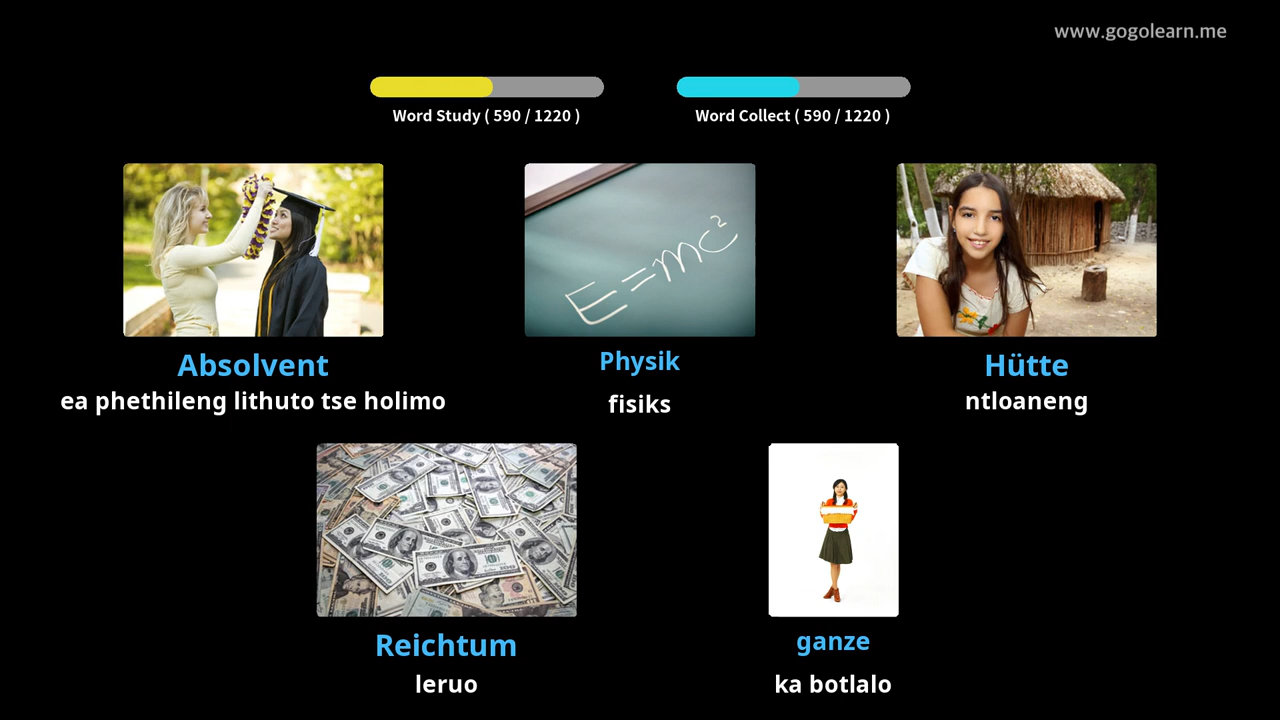 www.gogolearn.me
Word Study ( 590 / 1220 )
Word Collect ( 590 / 1220 )
E=mc²
Absolvent
ea phethileng lithuto tse holimo
Physik
fisiks
Hütte
ntloaneng
Reichtum
leruo
ganze
ka botlalo